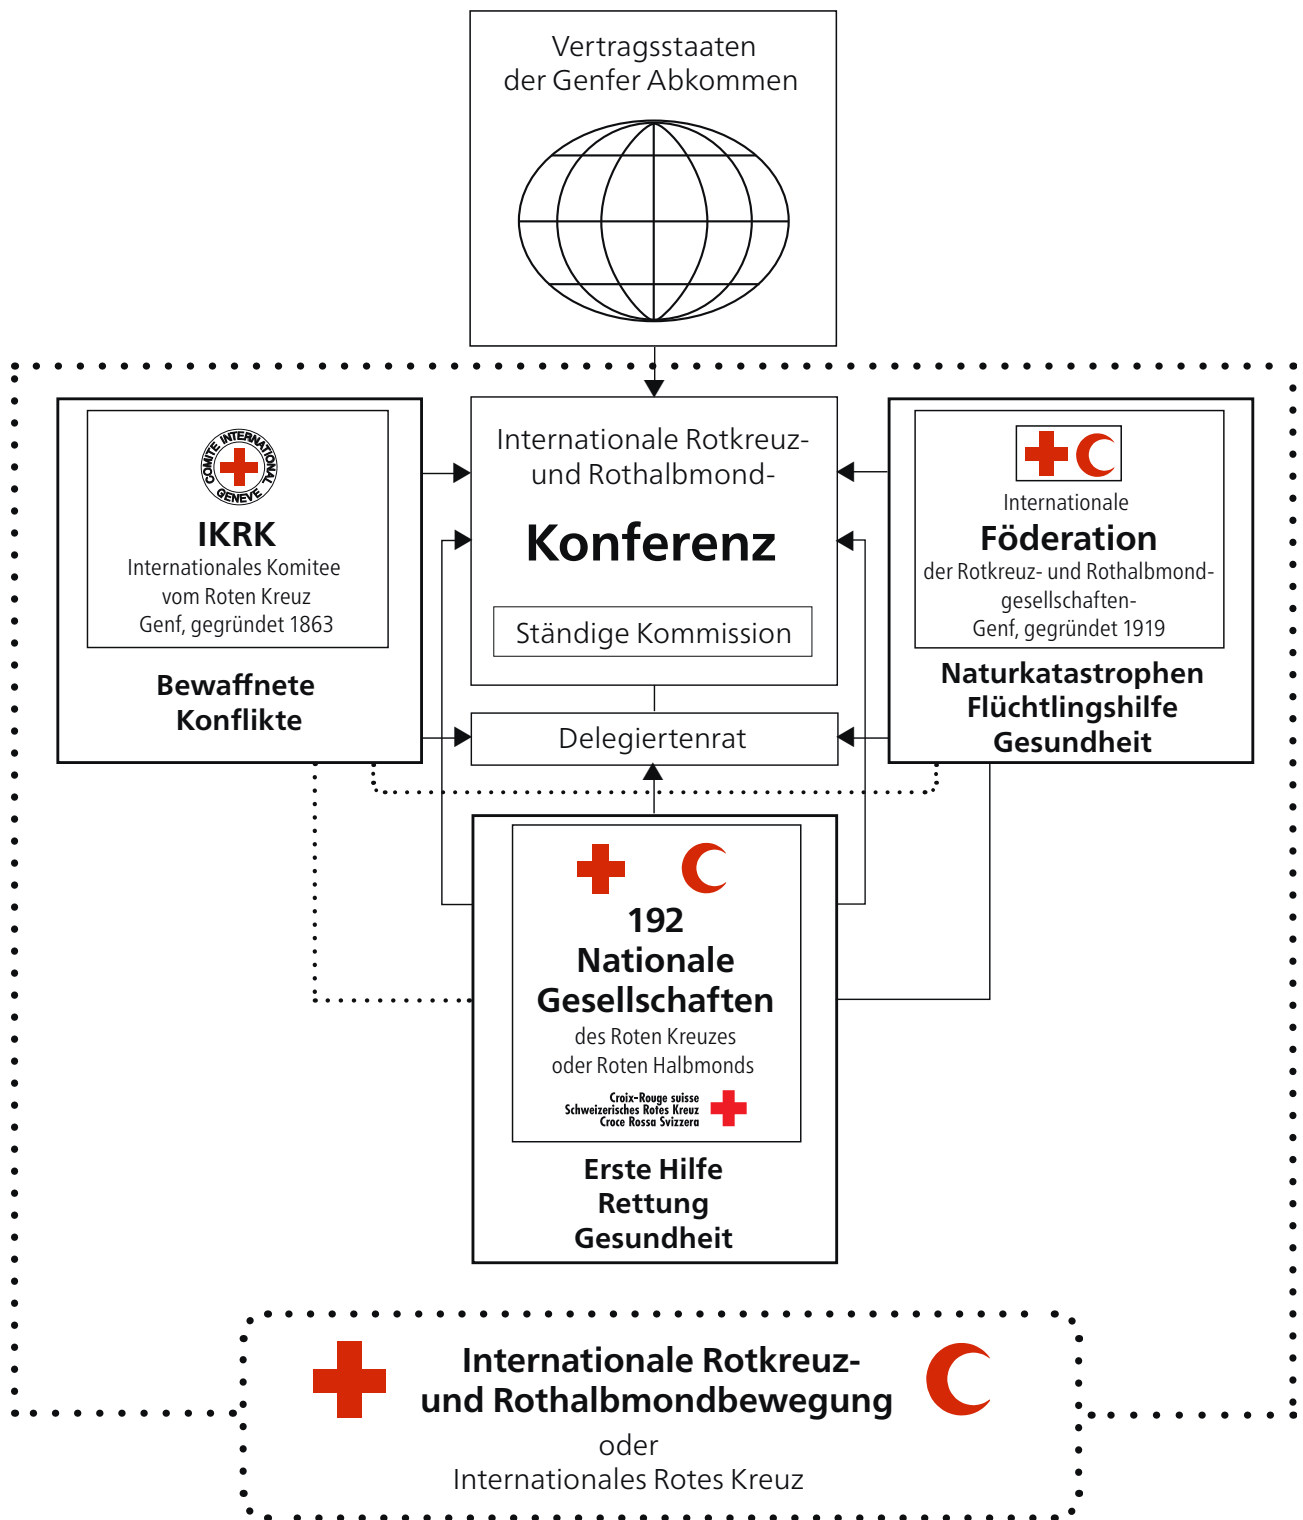 Vertragsstaaten
der Genfer Abkommen
COMITE INTERNATIONAL
GENEVE
IKRK
Internationales Komitee
vom Roten Kreuz
Genf, gegründet 1863
Bewaffnete
Konflikte
Internationale Rotkreuz-
und Rothalbmond-
Konferenz
Ständige Kommission
Delegiertenrat
Internationale
Föderation
der Rotkreuz- und Rothalbmond-
gesellschaften-
Genf, gegründet 1919
Naturkatastrophen
Flüchtlingshilfe
Gesundheit
192
Nationale
Gesellschaften
des Roten Kreuzes
oder Roten Halbmonds
Croix-Rouge suisse
Schweizerisches Rotes Kreuz
Croce Rossa Svizzera
Erste Hilfe
Rettung
Gesundheit
Internationale Rotkreuz-
und Rothalbmondbewegung
oder
Internationales Rotes Kreuz